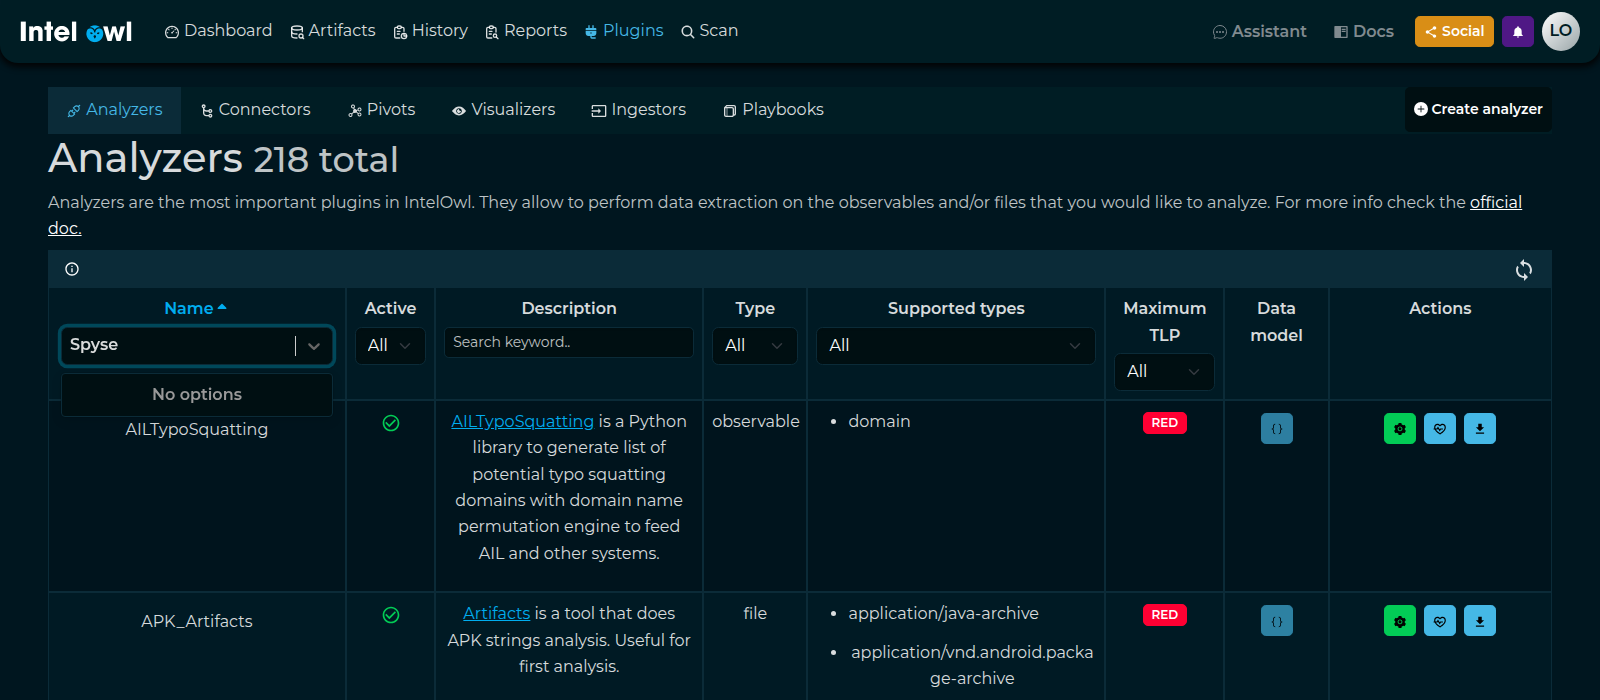 Intel Owl Dashboard Artifacts History Reports Plugins Scan Assistant Docs Social LO
Analyzers Connectors Pivots Visualizers Ingestors Playbooks Create analyzer
Analyzers 218 total
Analyzers are the most important plugins in IntelOwl. They allow to perform data extraction on the observables and/or files that you would like to analyze. For more info check the official
doc.
Name Active Description Type Supported types Maximum TLP Data model Actions
Spyse All Search keyword.. All All All
No options
AILTypoSquatting
AILTypoSquatting is a Python
library to generate list of
potential typo squatting
domains with domain name
permutation engine to feed
AIL and other systems.
observable
• domain
RED
{}
APK_Artifacts
Artifacts is a tool that does
APK strings analysis. Useful for
first analysis.
file
• application/java-archive
• application/vnd.android.packa
ge-archive
RED
{}